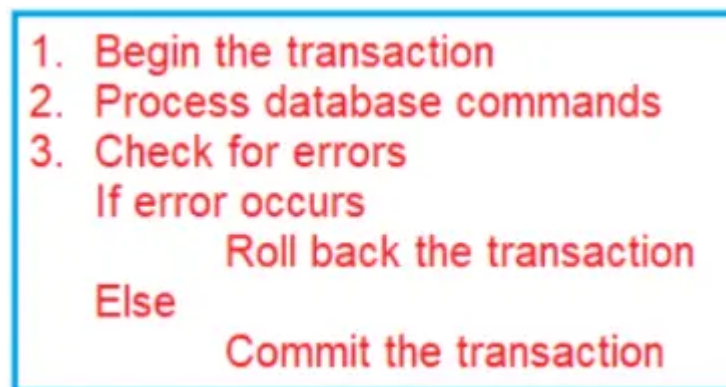 1. Begin the transaction
2. Process database commands
3. Check for errors
If error occurs
Roll back the transaction
Else
Commit the transaction